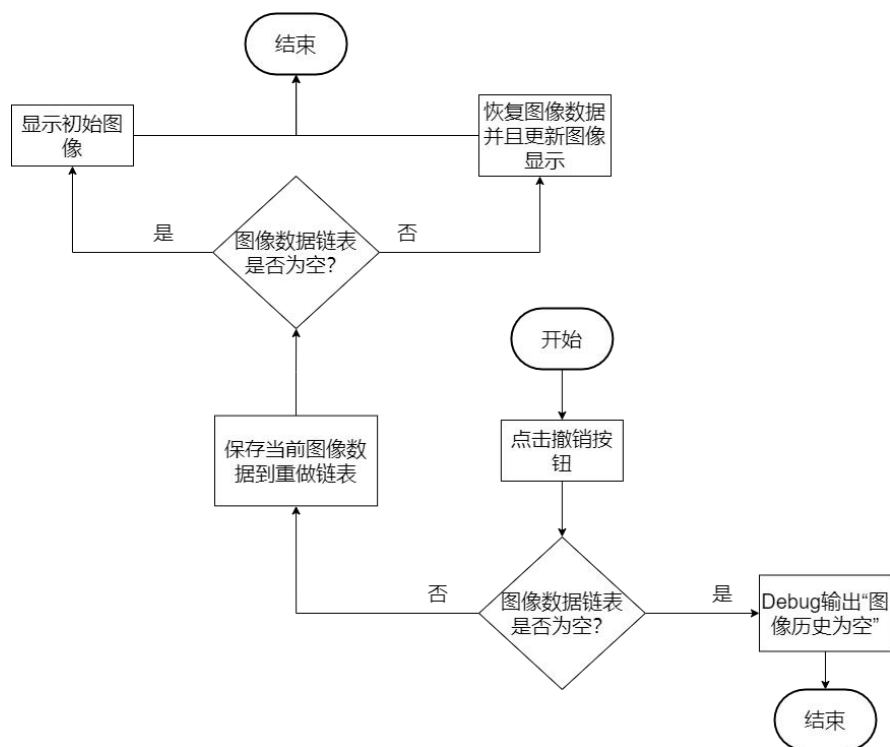 结束
显示初始图
像
恢复图像数据
并且更新图像
显示
是
图像数据链表
是否为空？
否
开始
保存当前图像数
据到重做链表
点击撤销按
钮
否
图像数据链表
是否为空？
是
Debug输出“图
像历史为空”
结束